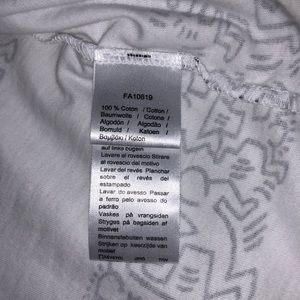 FA10619
100 % Coton / Cotton /
Baumwolle / Cotone /
Algodón / Algodão /
Bomuld / Katoen /
Βαμβάκι / Koton
auf links bügeln
Lavare al rovescio Stirare
al rovescio del motivo
Lavar del revés Planchar
sobre el revés del
estampado
Lavar do avesso Passar
a ferro pelo avesso do
padrão
Vaskes på vrangsiden
Stryges på bagsiden af
motivet
Binnenstebuiten wassen
Strijken op keerzijde van
motief